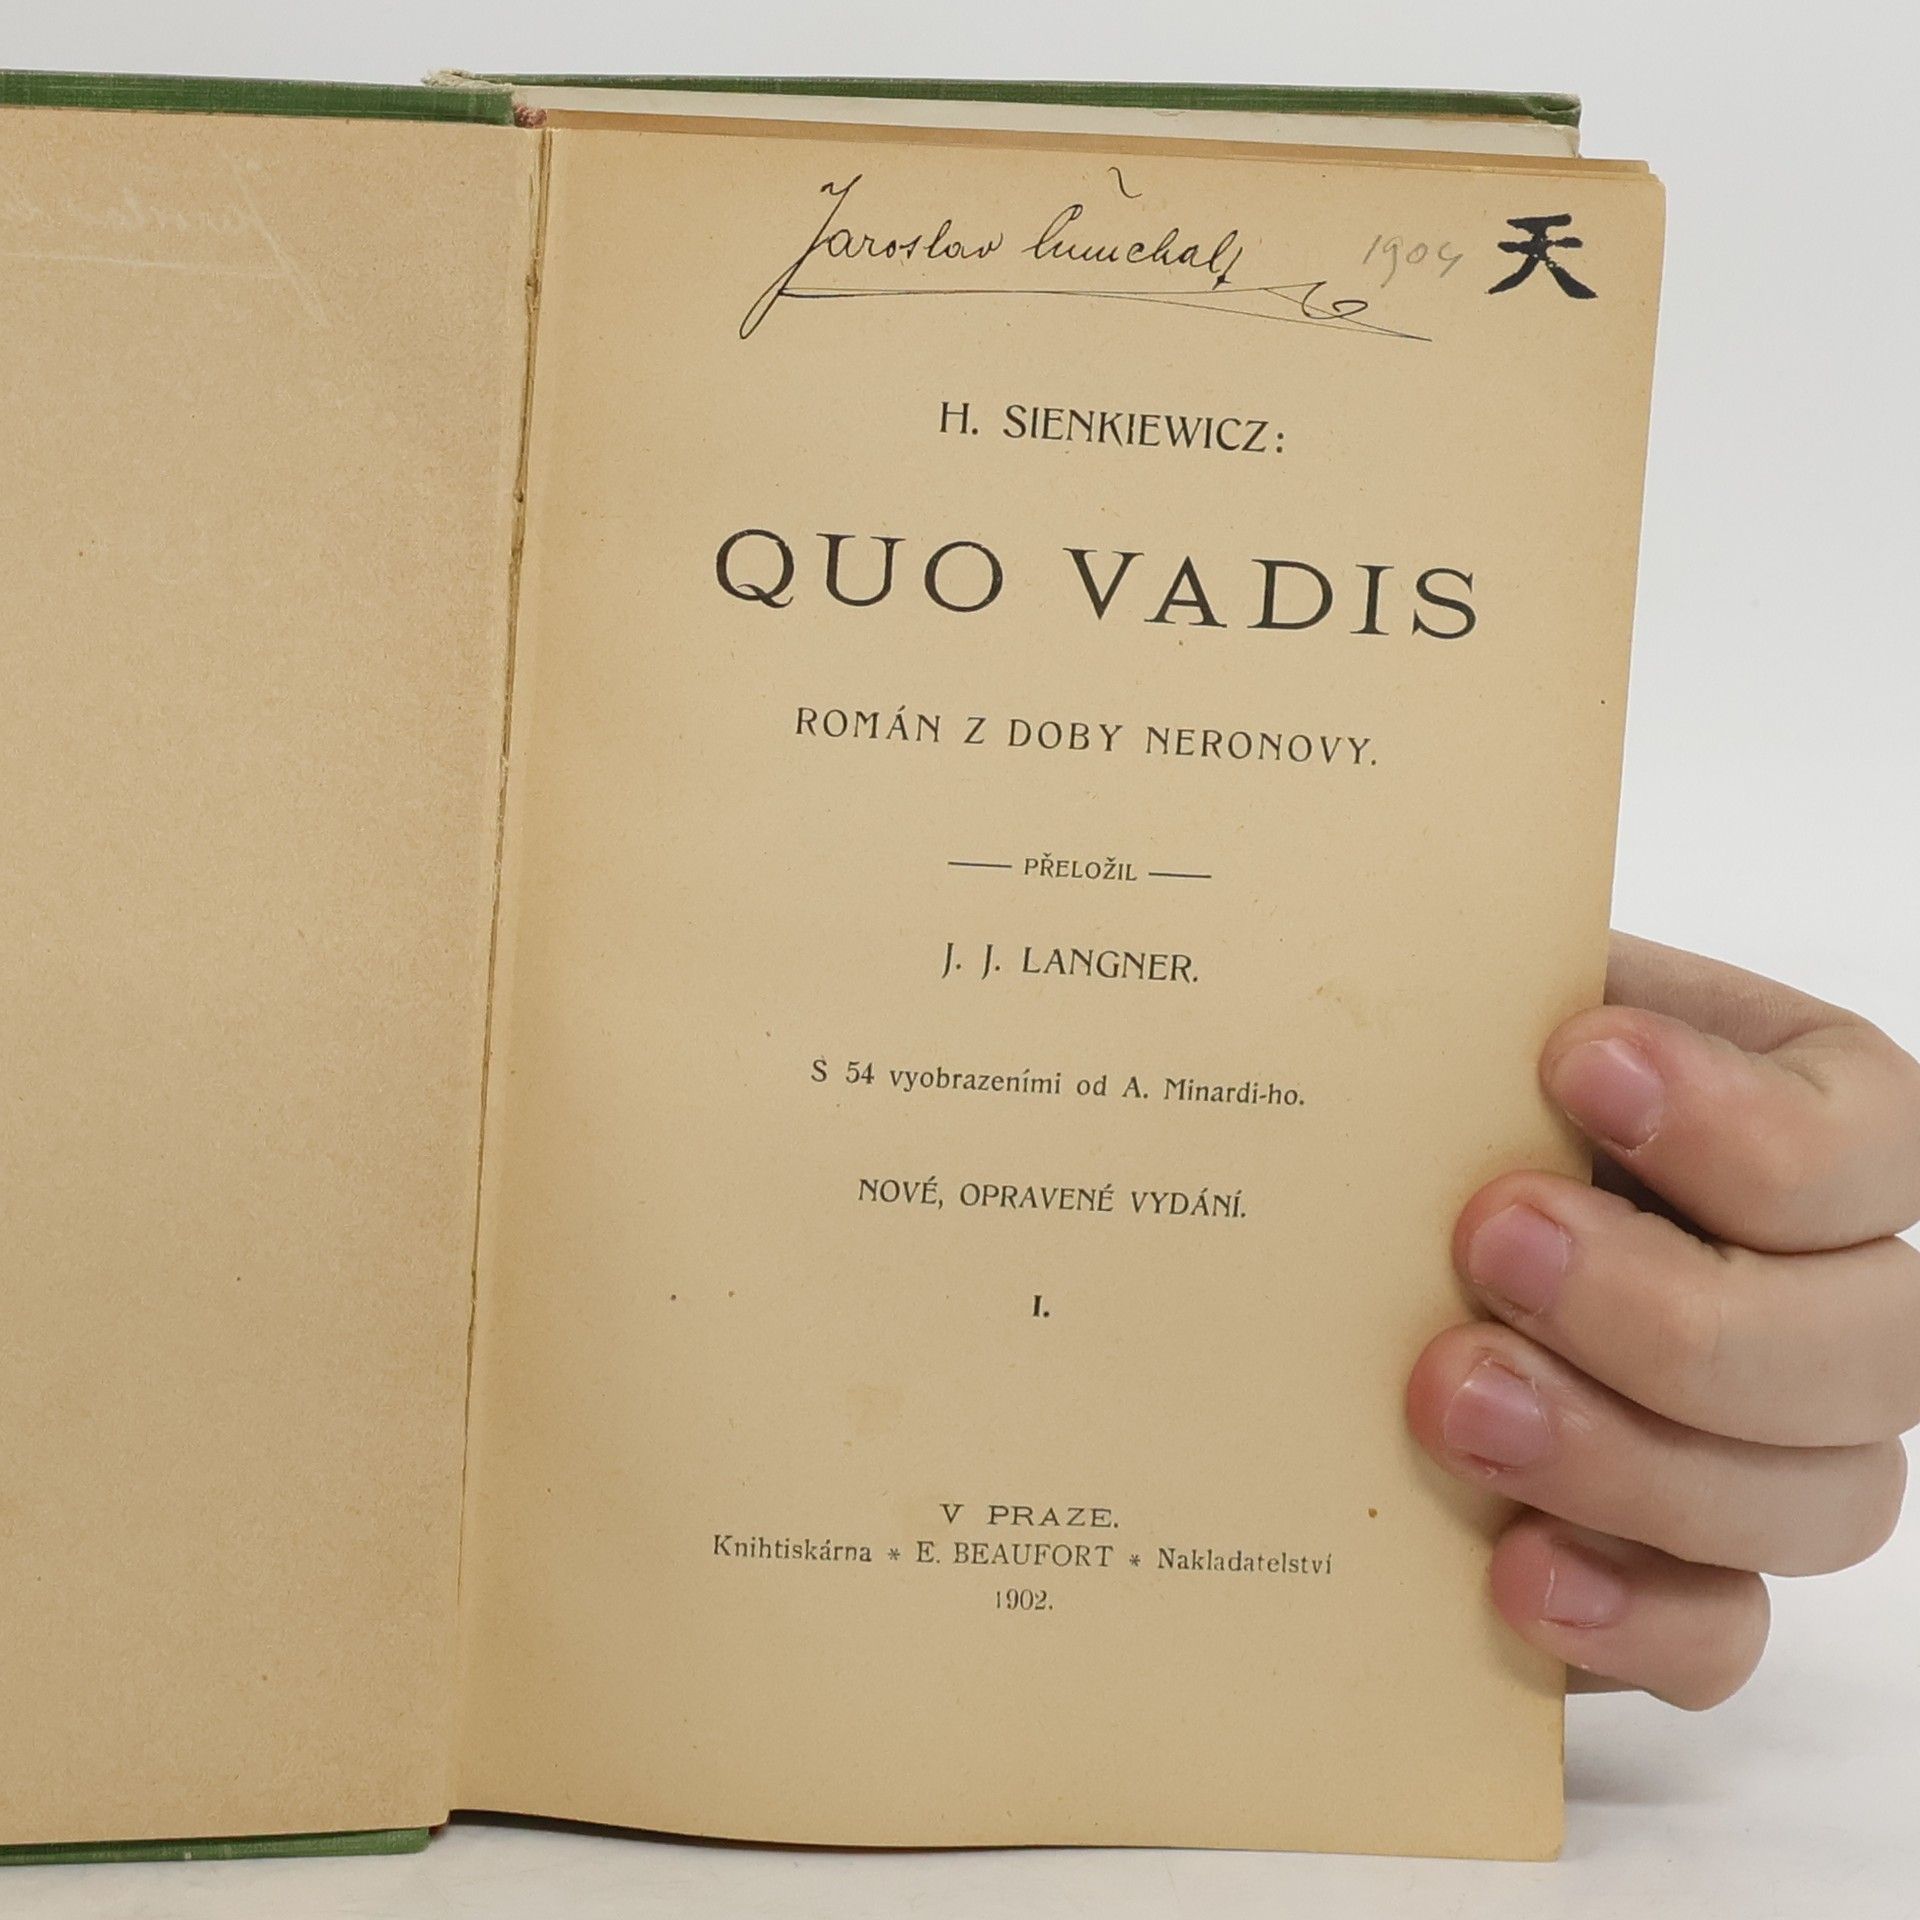 Jaroslav 1904 天
H. SIENKIEWICZ:
QUO VADIS
ROMÁN Z DOBY NERONOVY.
PŘELOŽIL
J. J. LANGNER.
S 54 vyobrazeními od A. Minardi-ho.
NOVÉ, OPRAVENÉ VYDÁNÍ.
I.
V PRAZE.
Knihtiskárna * E. BEAUFORT * Nakladatelství
1902.